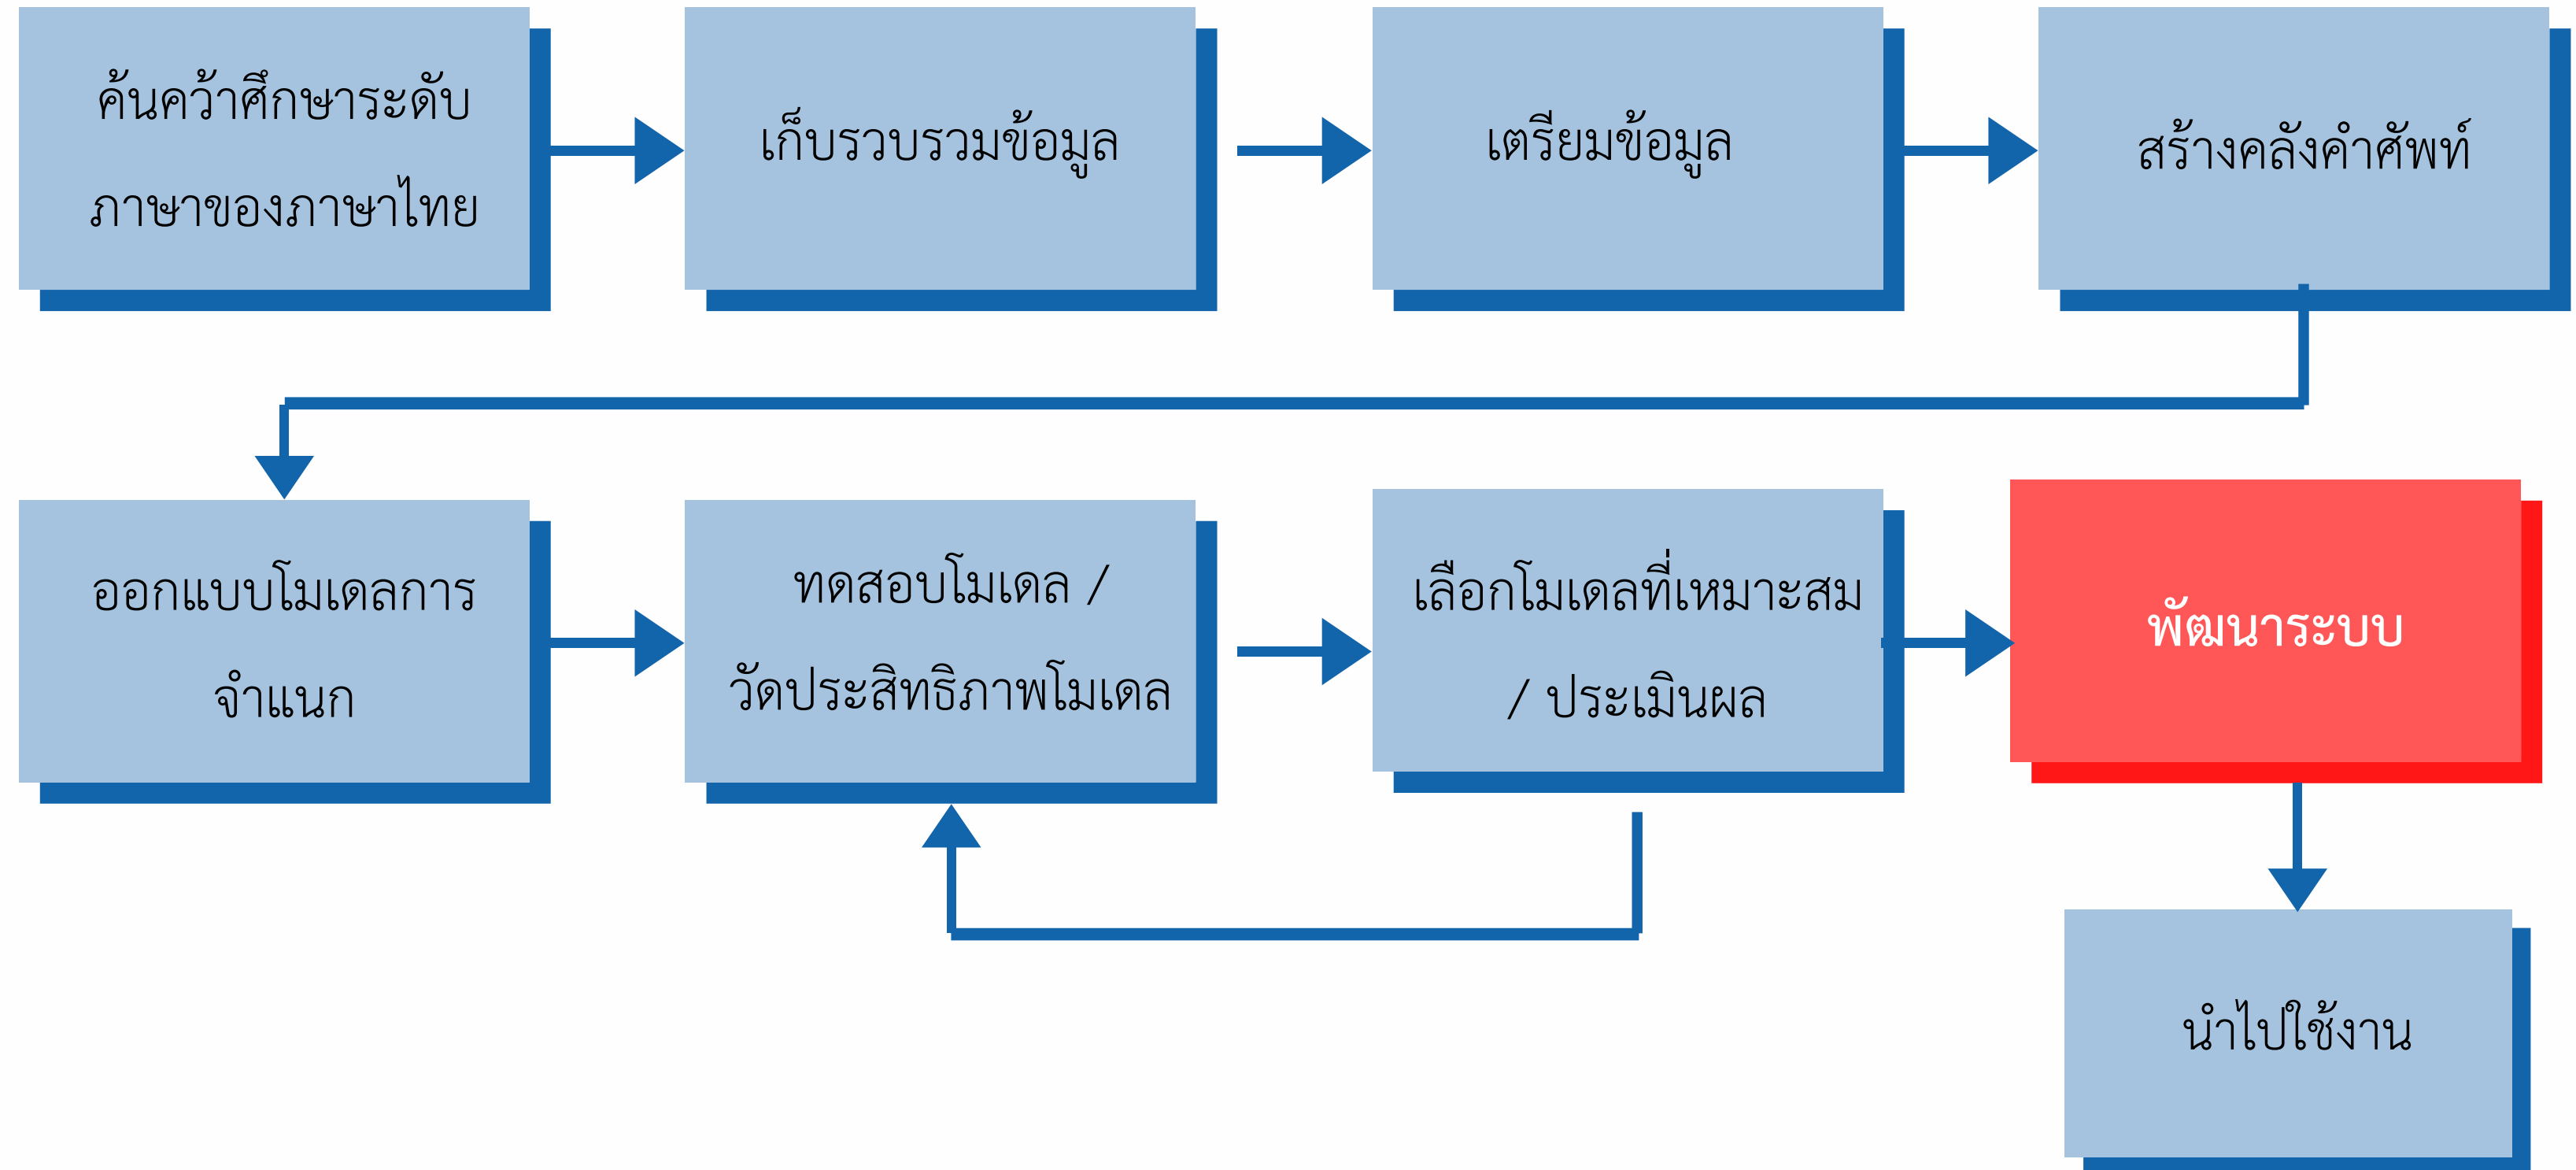 ค้นคว้าศึกษาระดับ
ภาษาของภาษาไทย
เก็บรวบรวมข้อมูล
เตรียมข้อมูล
สร้างคลังคำศัพท์
ออกแบบโมเดลการ
จำแนก
ทดสอบโมเดล /
วัดประสิทธิภาพโมเดล
เลือกโมเดลที่เหมาะสม
/ ประเมินผล
พัฒนาระบบ
นำไปใช้งาน